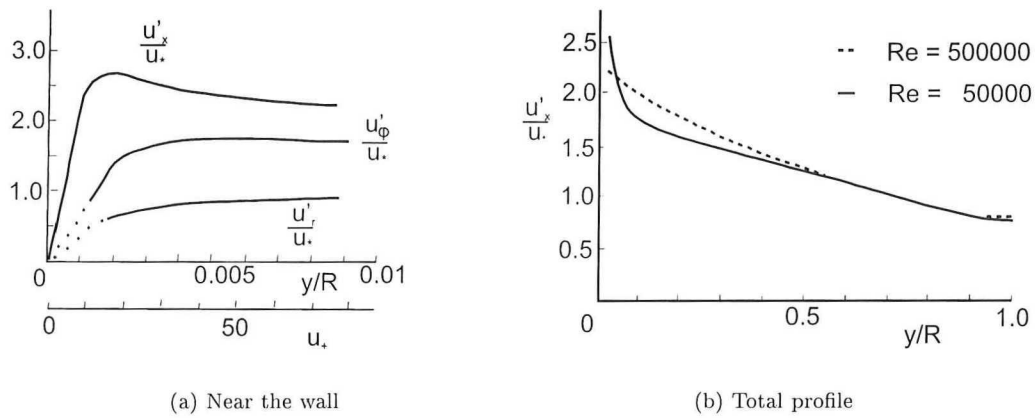 u'ₓ
u⋆
3.0
2.0
1.0
0
u'_Φ
u⋆
u'ᵣ
u⋆
0.005
0.01
y/R
0
50
u₊
(a) Near the wall
2.5
2.0
1.5
1.0
0.5
0
u'ₓ
u⋆
Re = 500000
Re = 50000
0.5
1.0
y/R
(b) Total profile